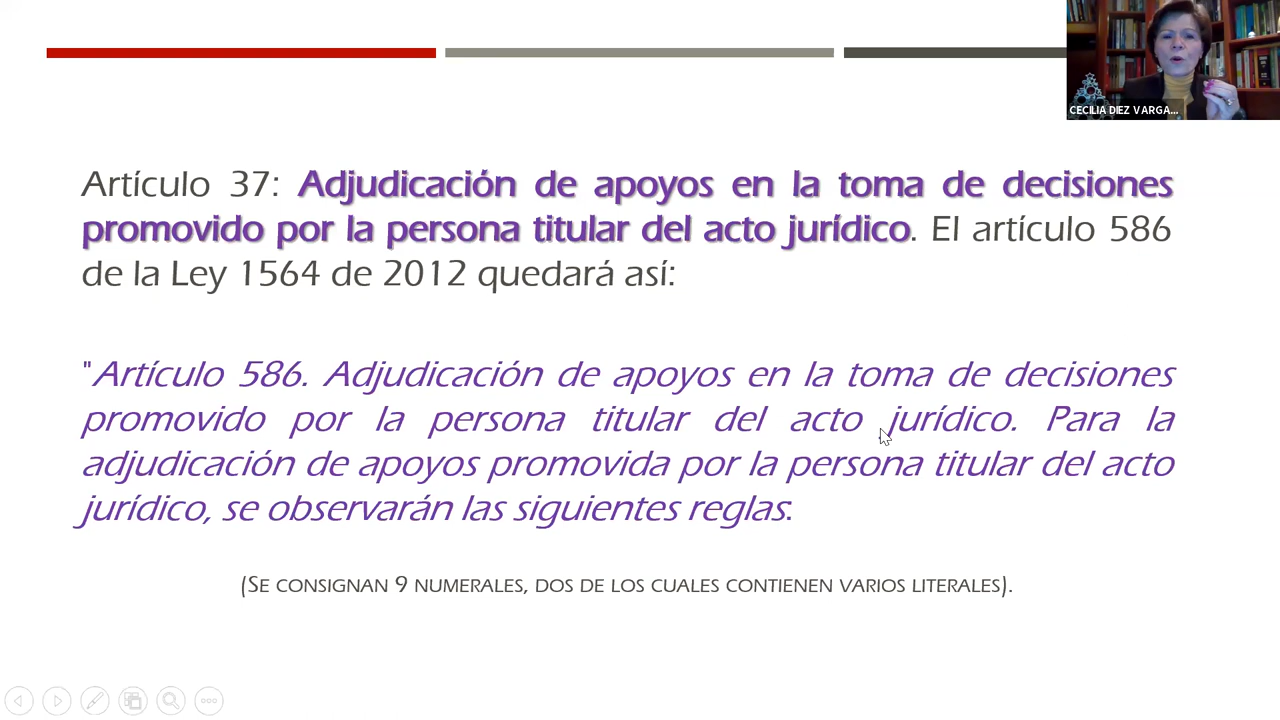 CECILIA DIEZ VARGA...
Artículo 37: Adjudicación de apoyos en la toma de decisiones
promovido por la persona titular del acto jurídico. El artículo 586
de la Ley 1564 de 2012 quedará así:
"Artículo 586. Adjudicación de apoyos en la toma de decisiones
promovido por la persona titular del acto jurídico. Para la
adjudicación de apoyos promovida por la persona titular del acto
jurídico, se observarán las siguientes reglas:
(SE CONSIGNAN 9 NUMERALES, DOS DE LOS CUALES CONTIENEN VARIOS LITERALES).